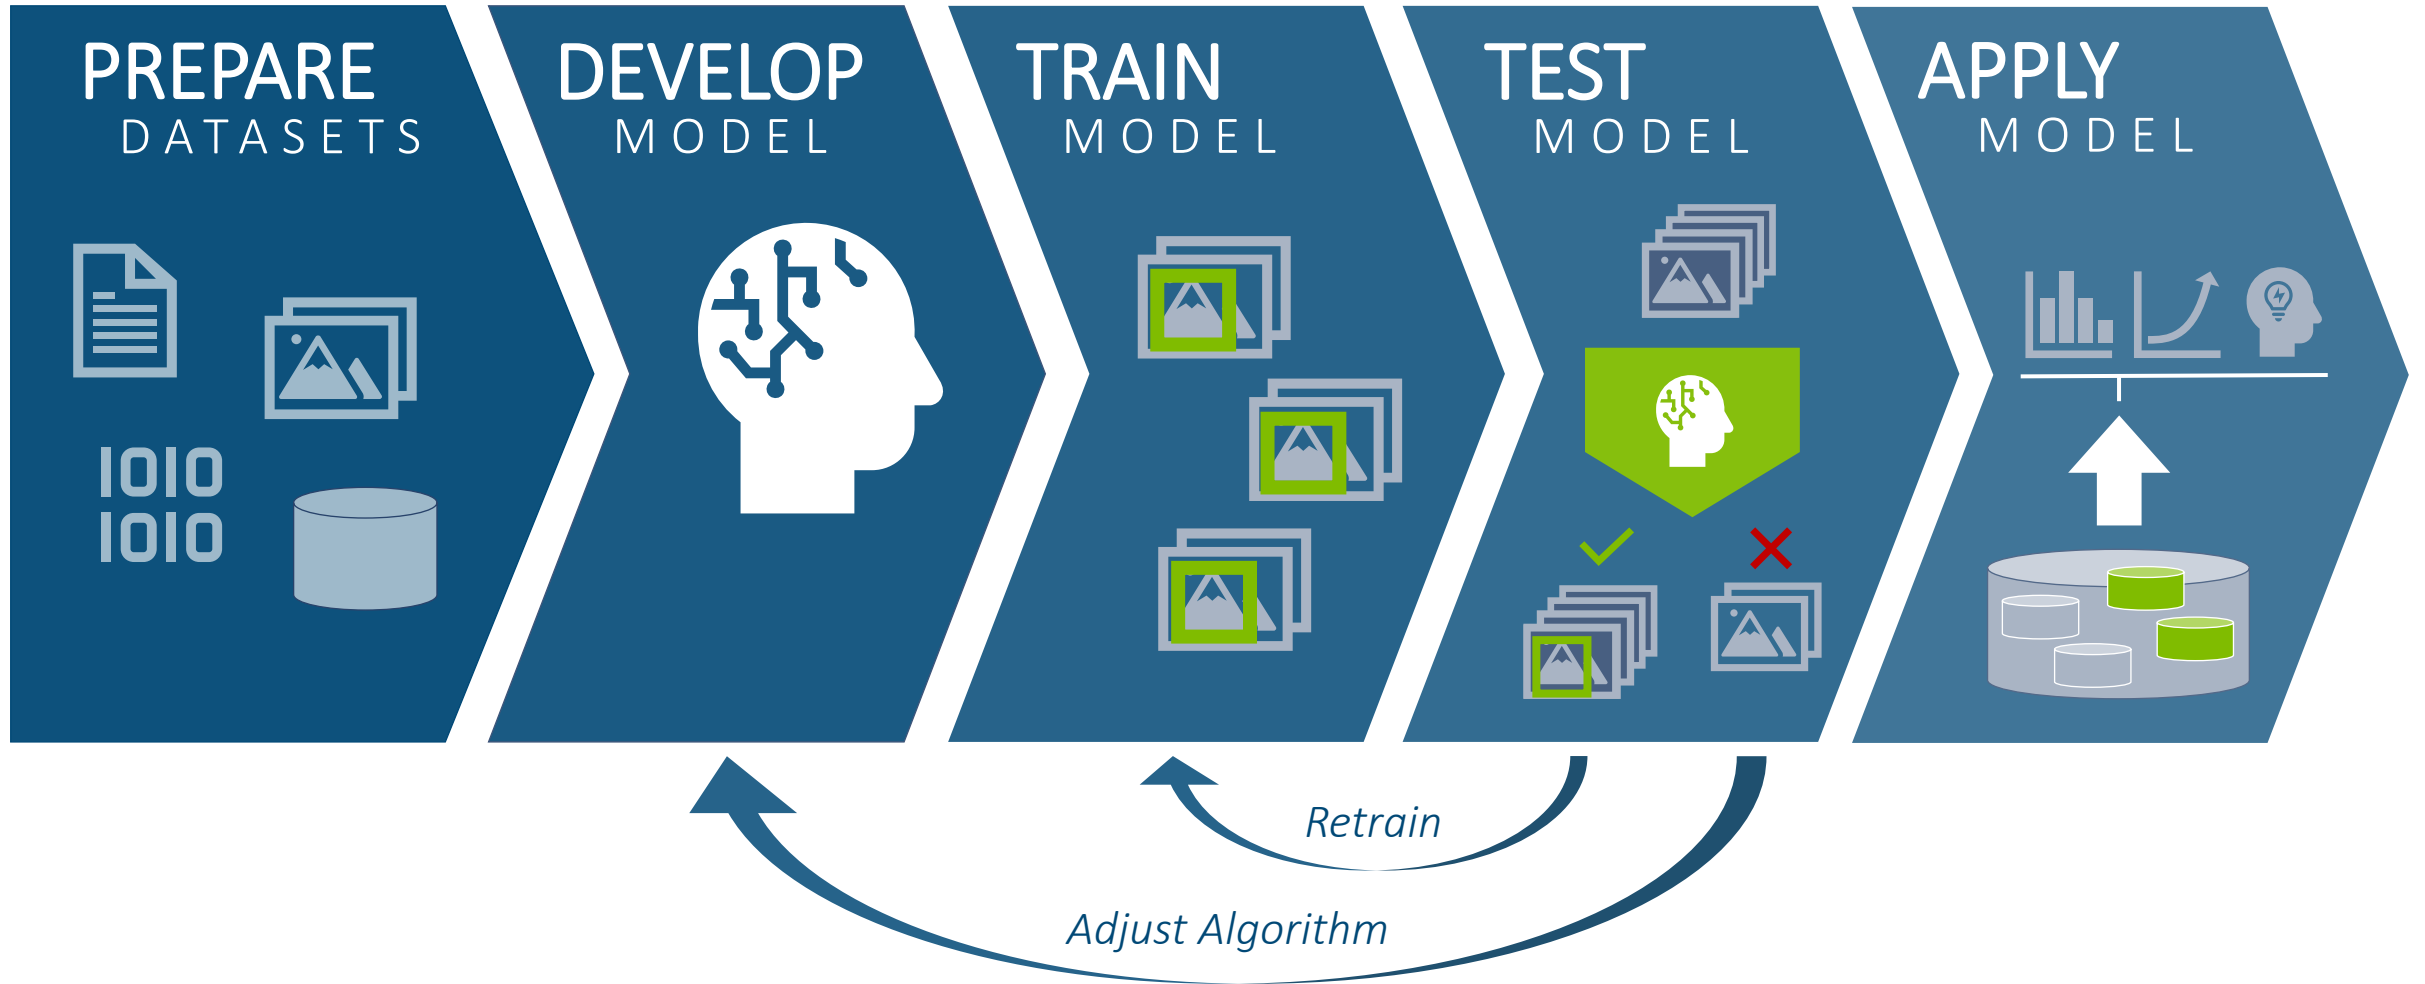 PREPARE
DATASETS
DEVELOP
MODEL
TRAIN
MODEL
TEST
MODEL
APPLY
MODEL
1010
1010
Retrain
Adjust Algorithm